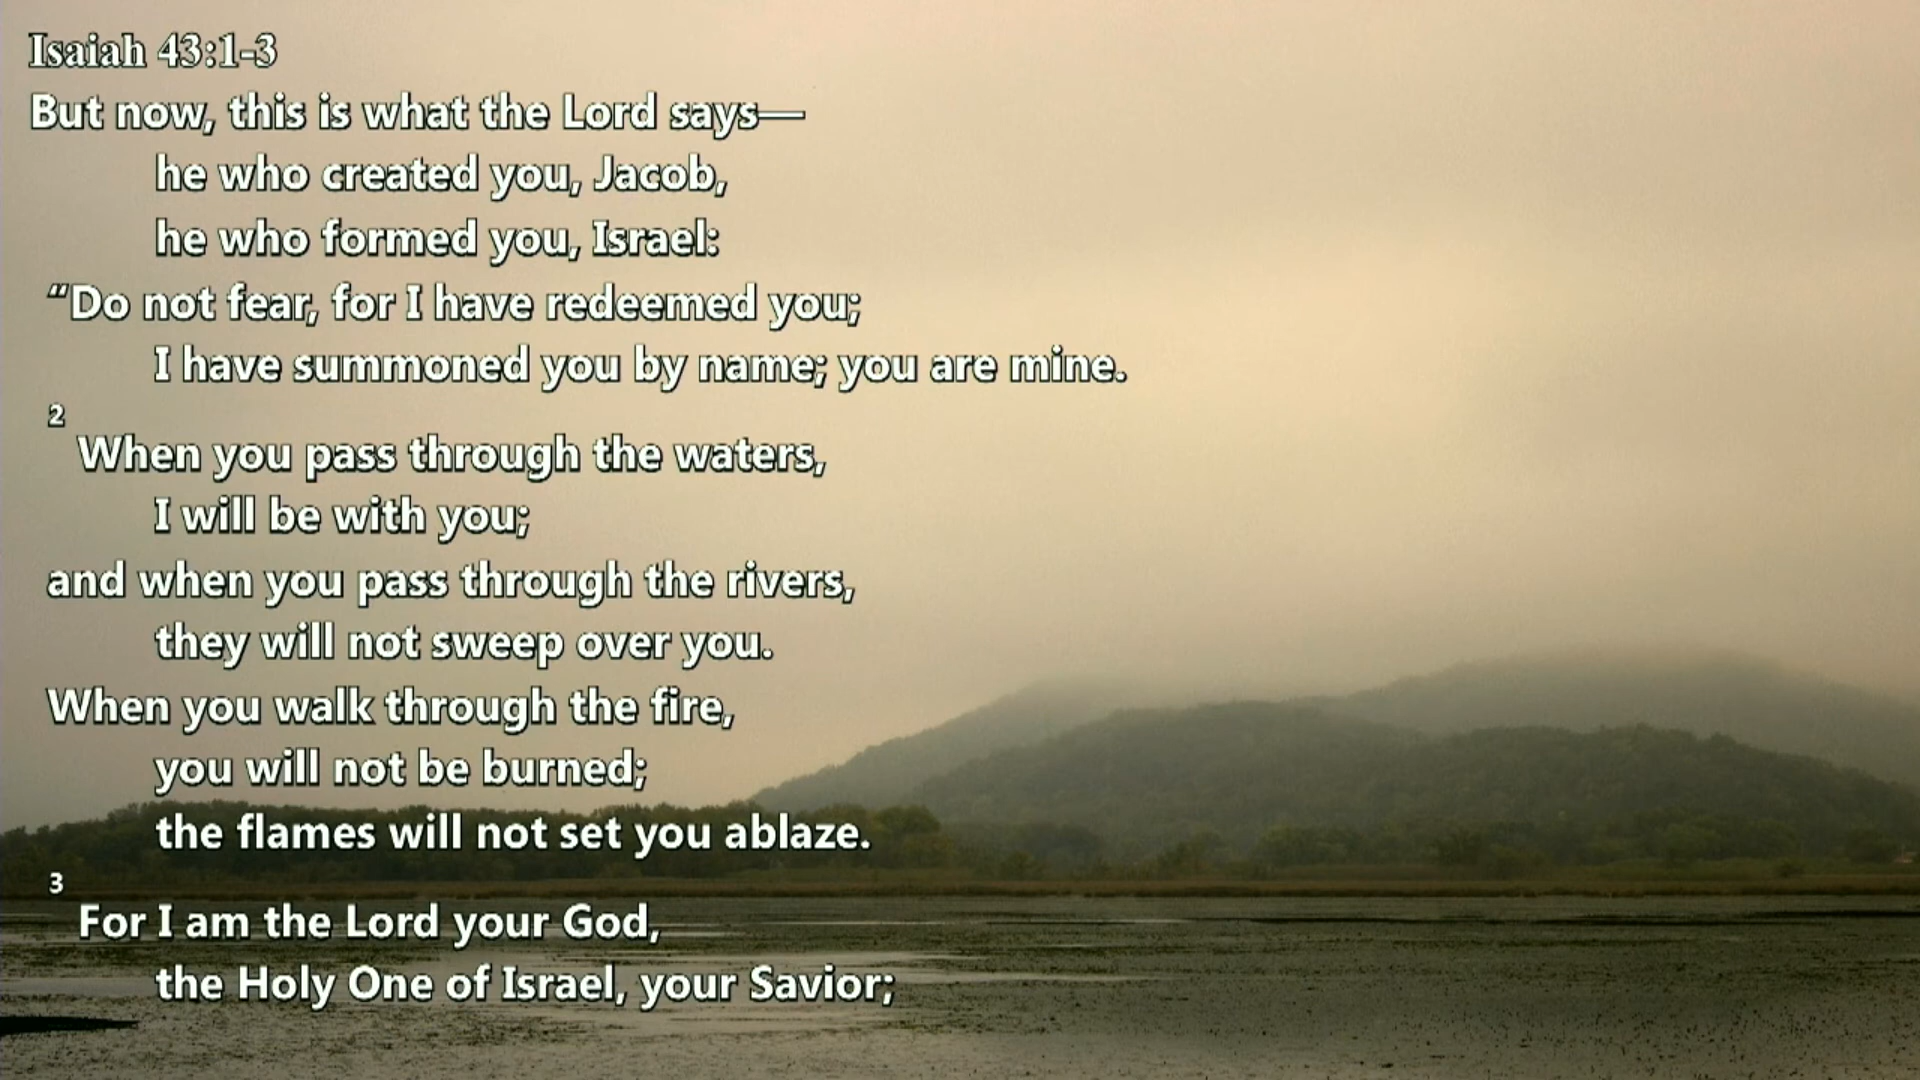 Isaiah 43:1-3
But now, this is what the Lord says—
he who created you, Jacob,
he who formed you, Israel:
“Do not fear, for I have redeemed you;
I have summoned you by name; you are mine.
2
When you pass through the waters,
I will be with you;
and when you pass through the rivers,
they will not sweep over you.
When you walk through the fire,
you will not be burned;
the flames will not set you ablaze.
3
For I am the Lord your God,
the Holy One of Israel, your Savior;